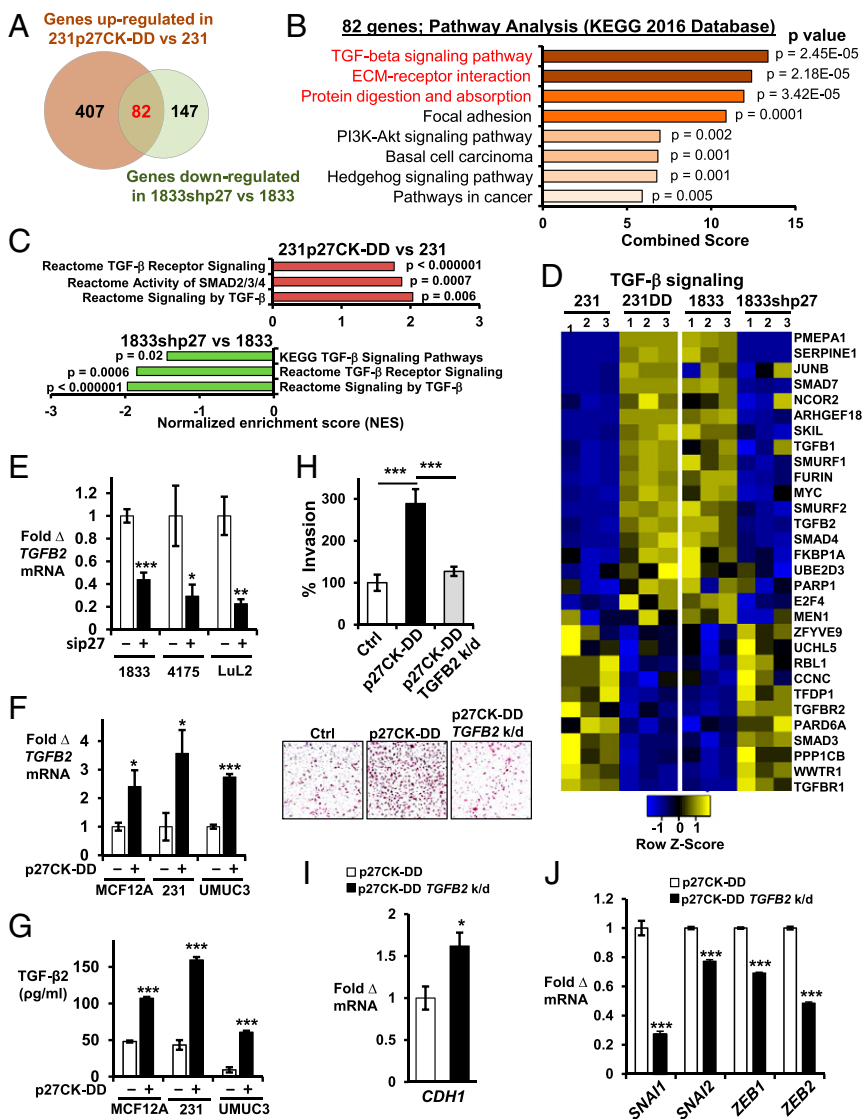 A
Genes up-regulated in
231p27CK-DD vs 231
407
82
147
Genes down-regulated
in 1833shp27 vs 1833
B
82 genes; Pathway Analysis (KEGG 2016 Database)
p value
TGF-beta signaling pathway
p = 2.45E-05
ECM-receptor interaction
p = 2.18E-05
Protein digestion and absorption
p = 3.42E-05
Focal adhesion
p = 0.0001
PI3K-Akt signaling pathway
p = 0.002
Basal cell carcinoma
p = 0.001
Hedgehog signaling pathway
p = 0.001
Pathways in cancer
p = 0.005
0 5 10 15
Combined Score
C
231p27CK-DD vs 231
Reactome TGF-β Receptor Signaling
p < 0.000001
Reactome Activity of SMAD2/3/4
p = 0.0007
Reactome Signaling by TGF-β
p = 0.006
0 1 2 3
1833shp27 vs 1833
p = 0.02
KEGG TGF-β Signaling Pathways
p = 0.0006
Reactome TGF-β Receptor Signaling
p < 0.000001
Reactome Signaling by TGF-β
-3 -2 -1 0
Normalized enrichment score (NES)
D
TGF-β signaling
231 231DD 1833 1833shp27
1 2 3 1 2 3 1 2 3 1 2 3
PMEPA1
SERPINE1
JUNB
SMAD7
NCOR2
ARHGEF18
SKIL
TGFB1
SMURF1
FURIN
MYC
SMURF2
TGFB2
SMAD4
FKBP1A
UBE2D3
PARP1
E2F4
MEN1
ZFYVE9
UCHL5
RBL1
CCNC
TFDP1
TGFBR2
PARD6A
SMAD3
PPP1CB
WWTR1
TGFBR1
-1 0 1
Row Z-Score
E
Fold Δ
TGFB2
mRNA
1.2
1
0.8
0.6
0.4
0.2
0
***
*
**
sip27 – + – + – +
1833 4175 LuL2
F
Fold Δ
TGFB2
mRNA
5
4
3
2
1
0
*
*
***
p27CK-DD – + – + – +
MCF12A 231 UMUC3
G
TGF-β2
(ρg/ml)
150
100
50
0
***
***
***
p27CK-DD – + – + – +
MCF12A 231 UMUC3
H
% Invasion
300
200
100
0
***
***
Ctrl
p27CK-DD
p27CK-DD
TGFB2 k/d
Ctrl
p27CK-DD
p27CK-DD
TGFB2 k/d
I
p27CK-DD
p27CK-DD TGFB2 k/d
Fold Δ
mRNA
2
1.5
1
0.5
0
*
CDH1
J
p27CK-DD
p27CK-DD TGFB2 k/d
Fold Δ
mRNA
1.2
1
0.8
0.6
0.4
0.2
0
***
***
***
***
SNAI1
SNAI2
ZEB1
ZEB2